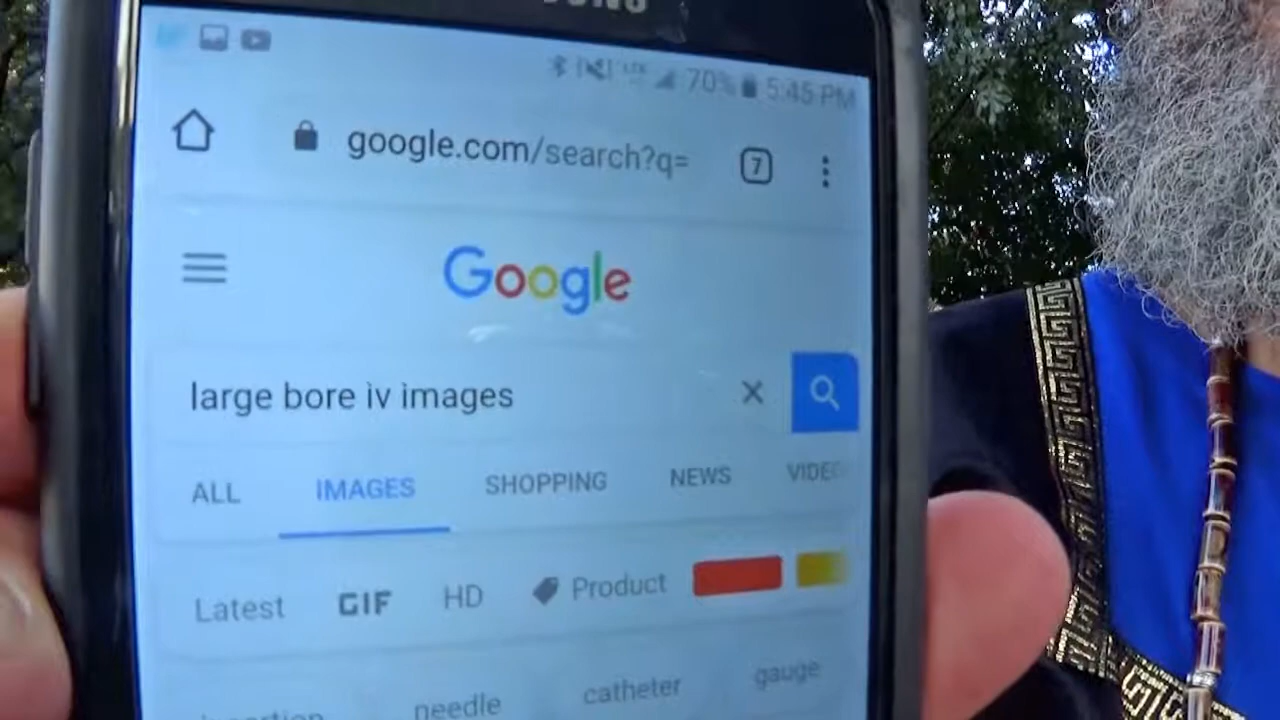 70% 5:45 PM
google.com/search?q= 7
Google
large bore iv images
ALL IMAGES SHOPPING NEWS VIDEO
Latest GIF HD Product
needle catheter gauge